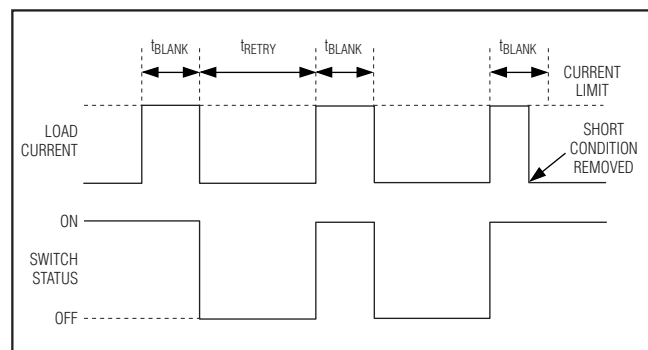 tBLANK
tRETRY
tBLANK
tBLANK
CURRENT
LIMIT
LOAD
CURRENT
SHORT
CONDITION
REMOVED
ON
SWITCH
STATUS
OFF